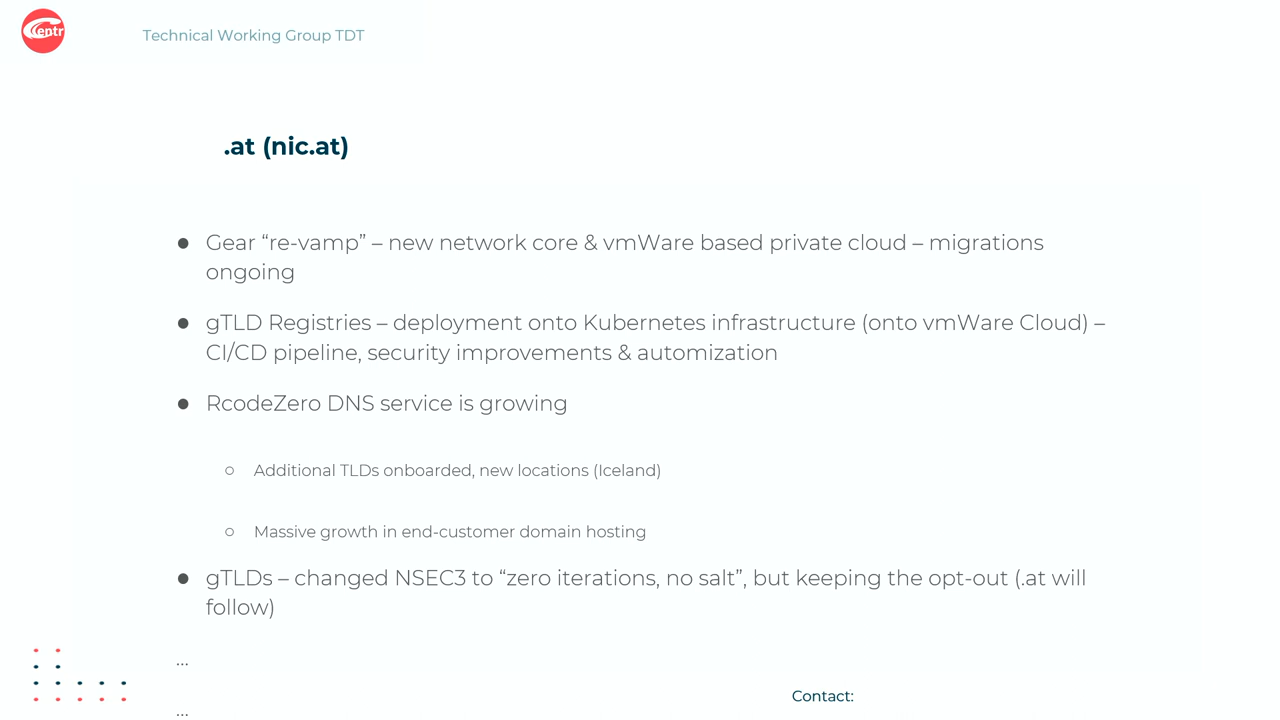 Centr
Technical Working Group TDT
.at (nic.at)
● Gear “re-vamp” – new network core & vmWare based private cloud – migrations
ongoing
● gTLD Registries – deployment onto Kubernetes infrastructure (onto vmWare Cloud) –
CI/CD pipeline, security improvements & automization
● RcodeZero DNS service is growing
○ Additional TLDs onboarded, new locations (Iceland)
○ Massive growth in end-customer domain hosting
● gTLDs – changed NSEC3 to “zero iterations, no salt”, but keeping the opt-out (.at will
follow)
...
Contact:
...